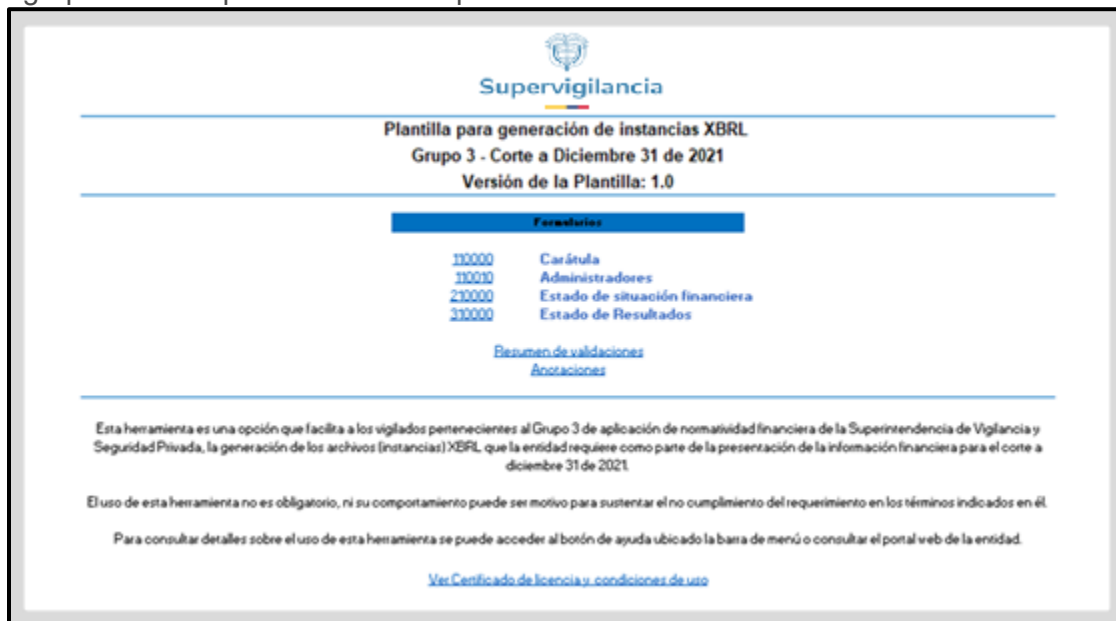 Supervigilancia
Plantilla para generación de instancias XBRL
Grupo 3 - Corte a Diciembre 31 de 2021
Versión de la Plantilla: 1.0
Formularios
110000 Carátula
110010 Administradores
210000 Estado de situación financiera
310000 Estado de Resultados
Resumen de validaciones
Anotaciones
Esta herramienta es una opción que facilita a los vigilados pertenecientes al Grupo 3 de aplicación de normatividad financiera de la Superintendencia de Vigilancia y
Seguridad Privada, la generación de los archivos (instancias) XBRL que la entidad requiere como parte de la presentación de la información financiera para el corte a
diciembre 31 de 2021.
El uso de esta herramienta no es obligatorio, ni su comportamiento puede ser motivo para sustentar el no cumplimiento del requerimiento en los términos indicados en él.
Para consultar detalles sobre el uso de esta herramienta se puede acceder al botón de ayuda ubicado la barra de menú o consultar el portal web de la entidad.
Ver Certificado de licencia y condiciones de uso